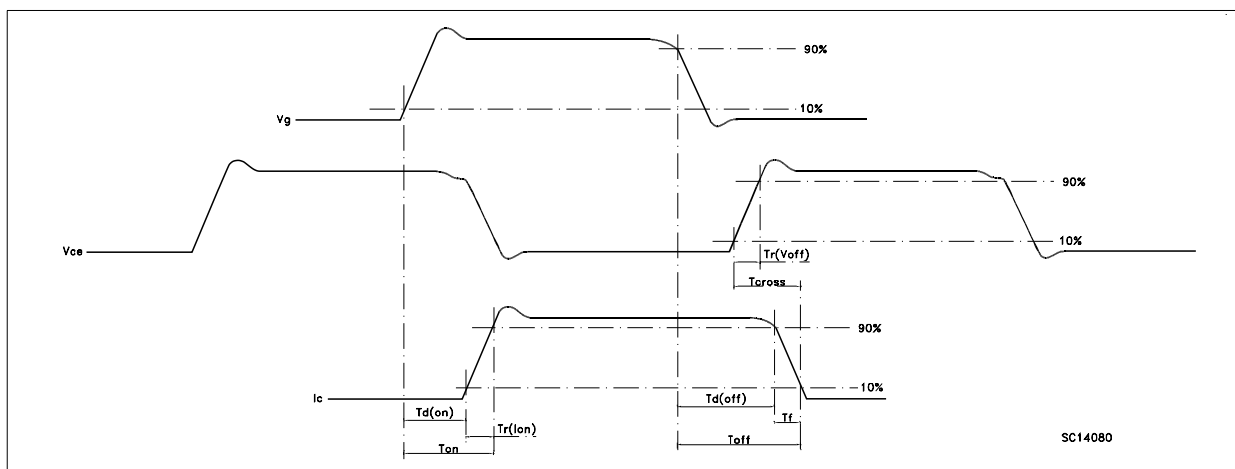 90%
10%
Vg
90%
Vce
10%
Tr(Voff)
Tcross
90%
10%
Ic
Td(on)
Td(off)
Tr(Ion)
Tf
Ton
Toff
SC14080